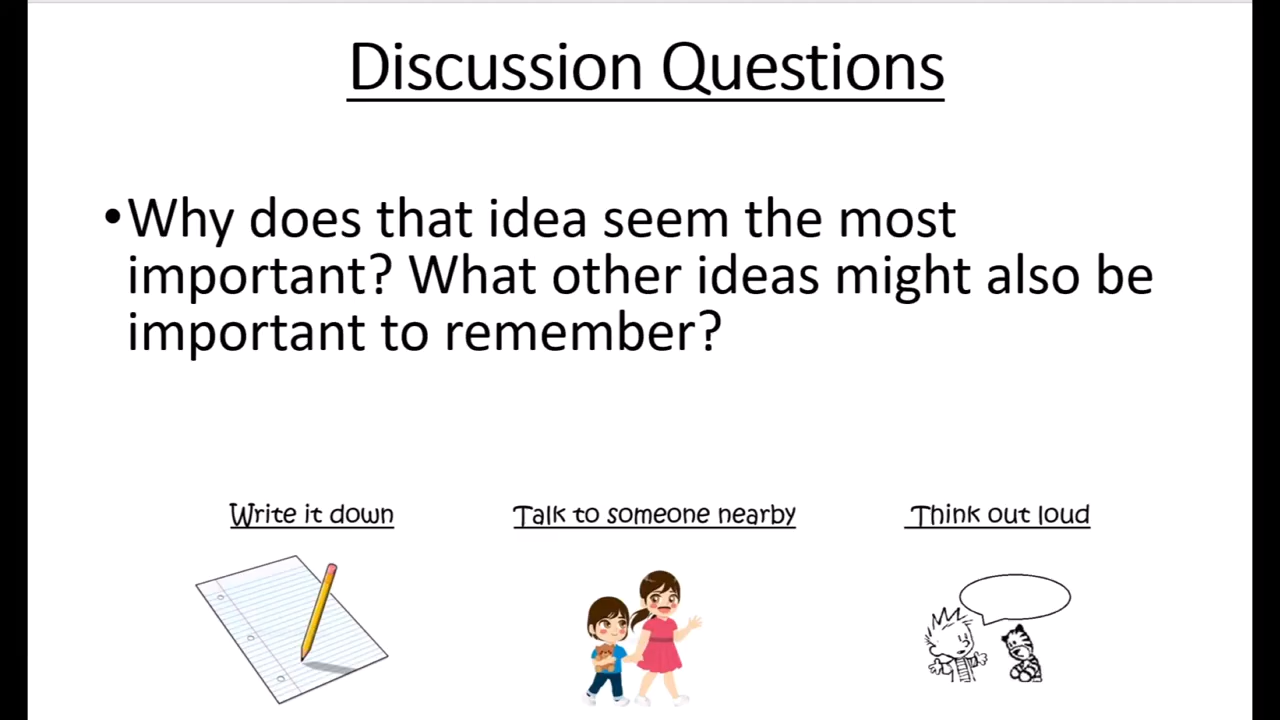 Discussion Questions
•Why does that idea seem the most
important? What other ideas might also be
important to remember?
Write it down
Talk to someone nearby
Think out loud